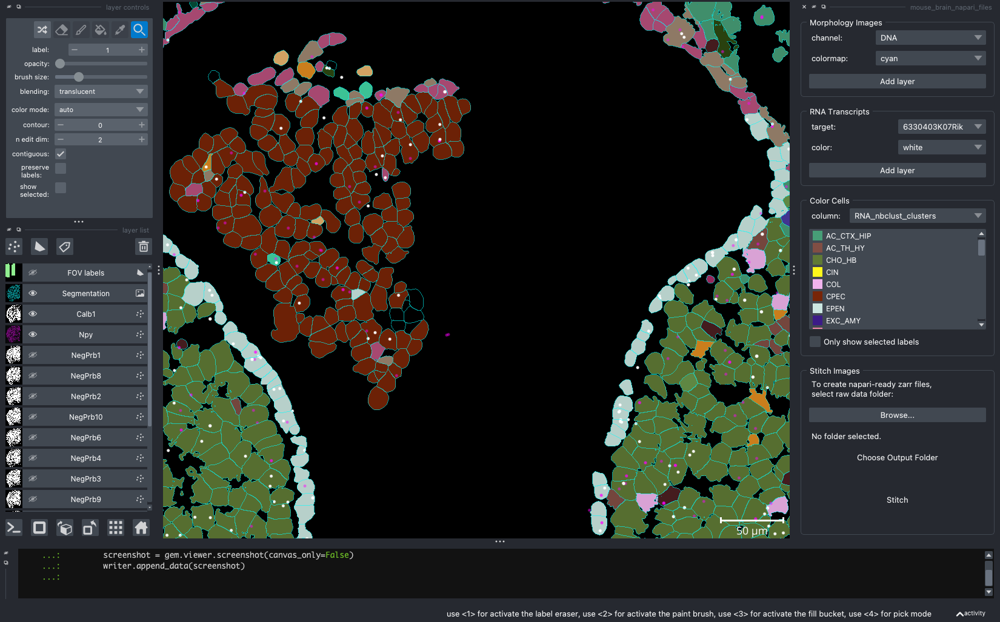 layer controls
label:
1
opacity:
brush size:
blending:
translucent
color mode:
auto
contour:
0
n edit dim:
2
contiguous:
preserve
labels:
show
selected:
layer list
FOV labels
Segmentation
Calb1
Npy
NegPrb1
NegPrb8
NegPrb2
NegPrb10
NegPrb6
NegPrb4
NegPrb3
NegPrb9
50 μm
mouse_brain_napari_files
Morphology Images
channel:
DNA
colormap:
cyan
Add layer
RNA Transcripts
target:
6330403K07Rik
color:
white
Add layer
Color Cells
column:
RNA_nbclust_clusters
AC_CTX_HIP
AC_TH_HY
CHO_HB
CIN
COL
CPEC
EPEN
EXC_AMY
Only show selected labels
Stitch Images
To create napari-ready zarr files,
select raw data folder:
Browse...
No folder selected.
Choose Output Folder
Stitch
...: screenshot = gem.viewer.screenshot(canvas_only=False)
...: writer.append_data(screenshot)
...:
use <1> for activate the label eraser, use <2> for activate the paint brush, use <3> for activate the fill bucket, use <4> for pick mode
activity